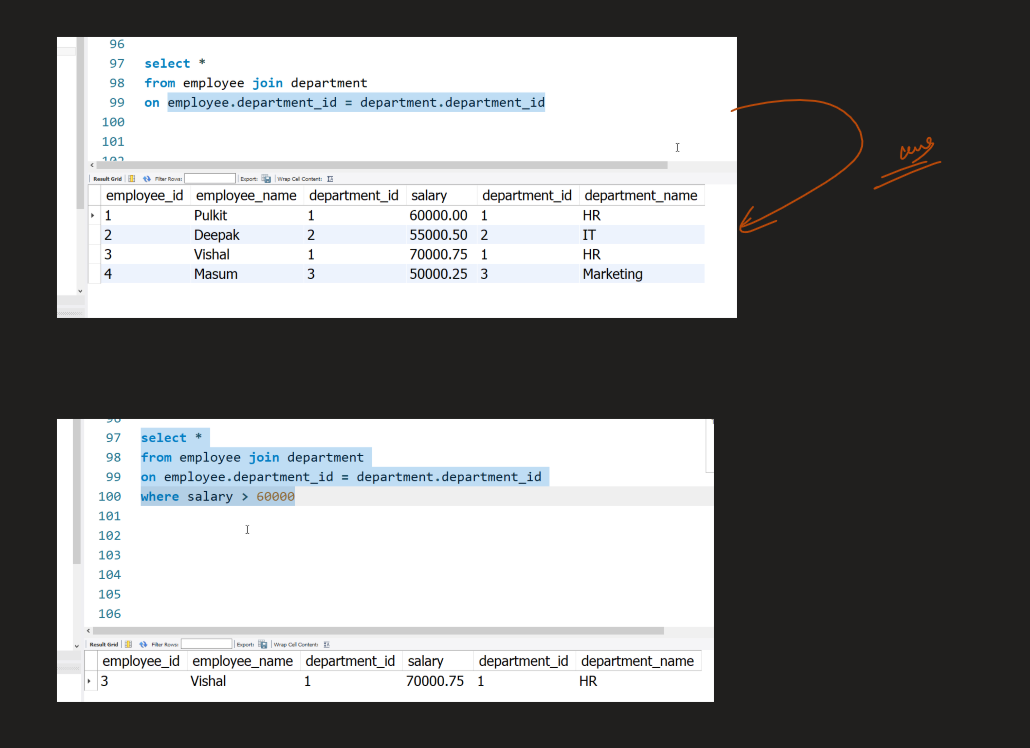 96
97 select *
98 from employee join department
99 on employee.department_id = department.department_id
100
101
102
Result Grid Filter Rows: Export: Wrap Cell Content:
employee_id employee_name department_id salary department_id department_name
1 Pulkit 1 60000.00 1 HR
2 Deepak 2 55000.50 2 IT
3 Vishal 1 70000.75 1 HR
4 Masum 3 50000.25 3 Marketing
96
97 select *
98 from employee join department
99 on employee.department_id = department.department_id
100 where salary > 60000
101
102
103
104
105
106
Result Grid Filter Rows: Export: Wrap Cell Content:
employee_id employee_name department_id salary department_id department_name
3 Vishal 1 70000.75 1 HR